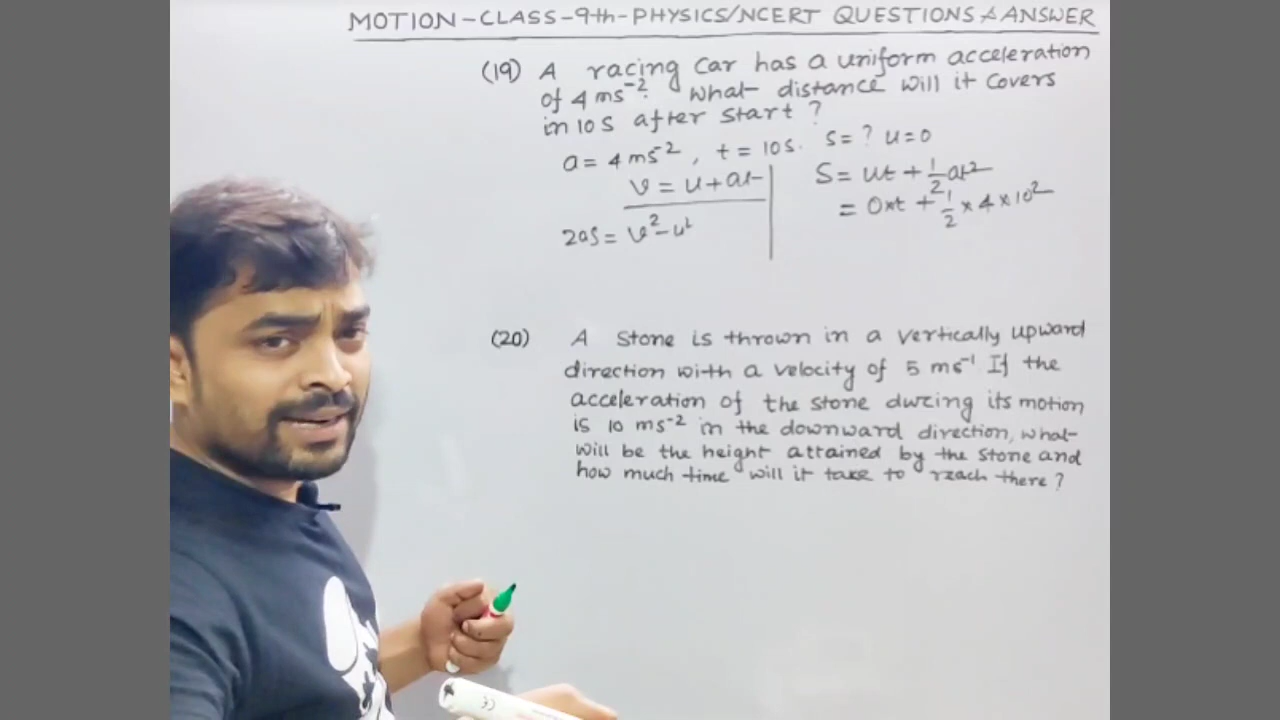 MOTION-CLASS-9th-PHYSICS/NCERT QUESTIONS & ANSWER
(19) A racing car has a uniform acceleration
of 4 ms⁻². What distance will it covers
in 10 S after start ?
a = 4 ms⁻² , t = 10 s. S = ? u = 0
v = u + at
S = ut + 1/2 at²
= 0xt + 1/2 × 4 × 10²
2as = v² - u²
(20) A Stone is thrown in a vertically upward
direction with a velocity of 5 ms⁻¹ If the
acceleration of the stone during its motion
is 10 ms⁻² in the downward direction, what
will be the height attained by the stone and
how much time will it take to reach there ?